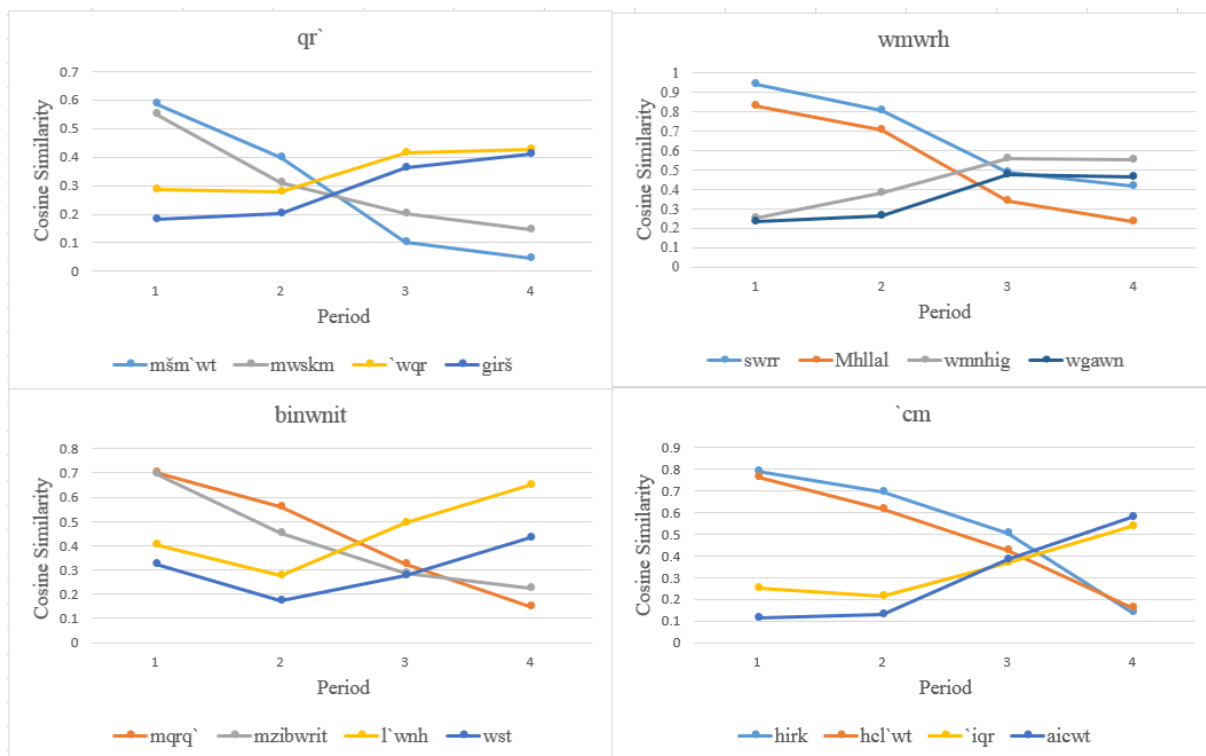 qr`
0.7
0.6
0.5
0.4
0.3
0.2
0.1
0
Cosine Similarity
1 2 3 4
Period
mšm`wt mwskm `wqr girš
wmwrh
1
0.9
0.8
0.7
0.6
0.5
0.4
0.3
0.2
0.1
0
Cosine Similarity
1 2 3 4
Period
swrr Mhllal wmnhig wgawn
binwnit
0.8
0.7
0.6
0.5
0.4
0.3
0.2
0.1
0
Cosine Similarity
1 2 3 4
Period
mqrq` mzibwrit l`wnh wst
`cm
0.9
0.8
0.7
0.6
0.5
0.4
0.3
0.2
0.1
0
Cosine Similarity
1 2 3 4
Period
hirk hcl`wt `iqr aicwt